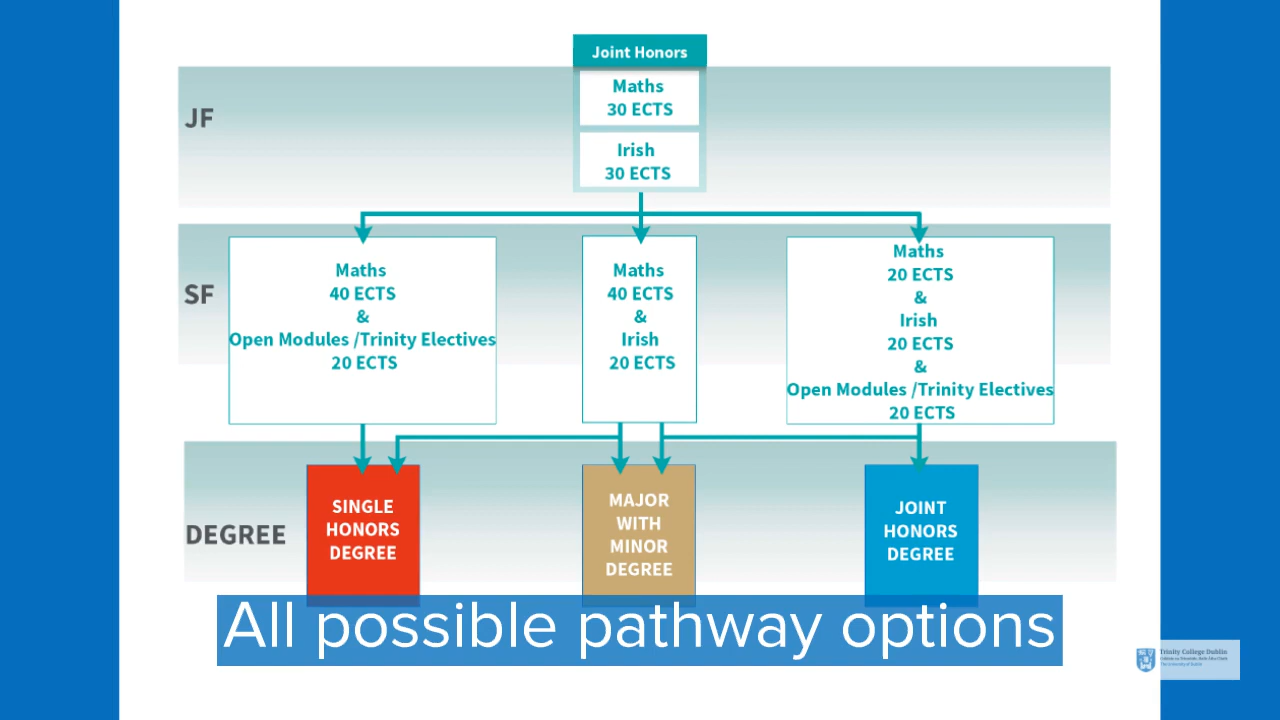 Joint Honors
Maths
30 ECTS
Irish
30 ECTS
JF
SF
Maths
40 ECTS
&
Open Modules /Trinity Electives
20 ECTS
Maths
40 ECTS
&
Irish
20 ECTS
Maths
20 ECTS
&
Irish
20 ECTS
&
Open Modules /Trinity Electives
20 ECTS
DEGREE
SINGLE
HONORS
DEGREE
MAJOR
WITH
MINOR
DEGREE
JOINT
HONORS
DEGREE
All possible pathway options
Trinity College Dublin